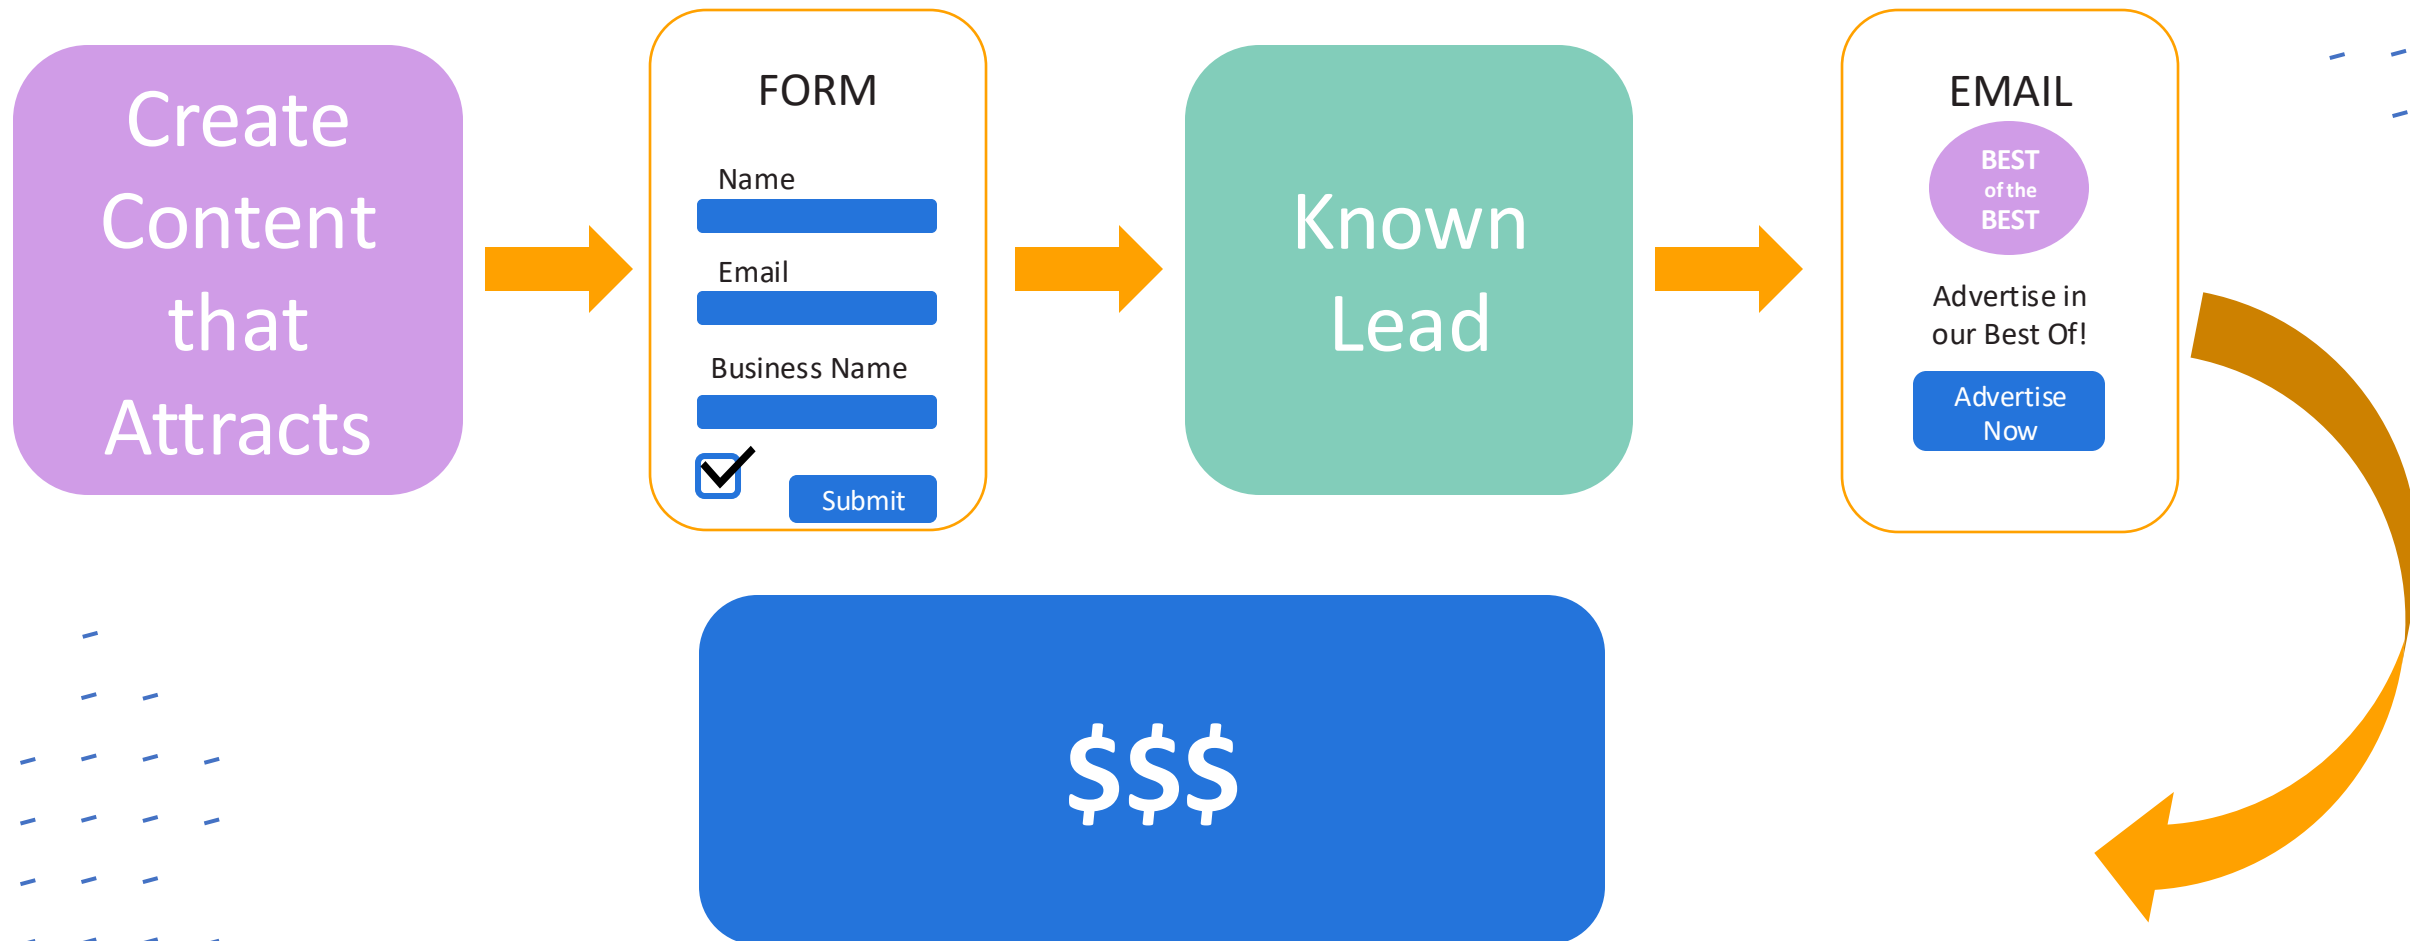 Create
Content
that
Attracts
FORM
Name
Email
Business Name
Submit
Known
Lead
EMAIL
BEST
of the
BEST
Advertise in
our Best Of!
Advertise
Now
$$$